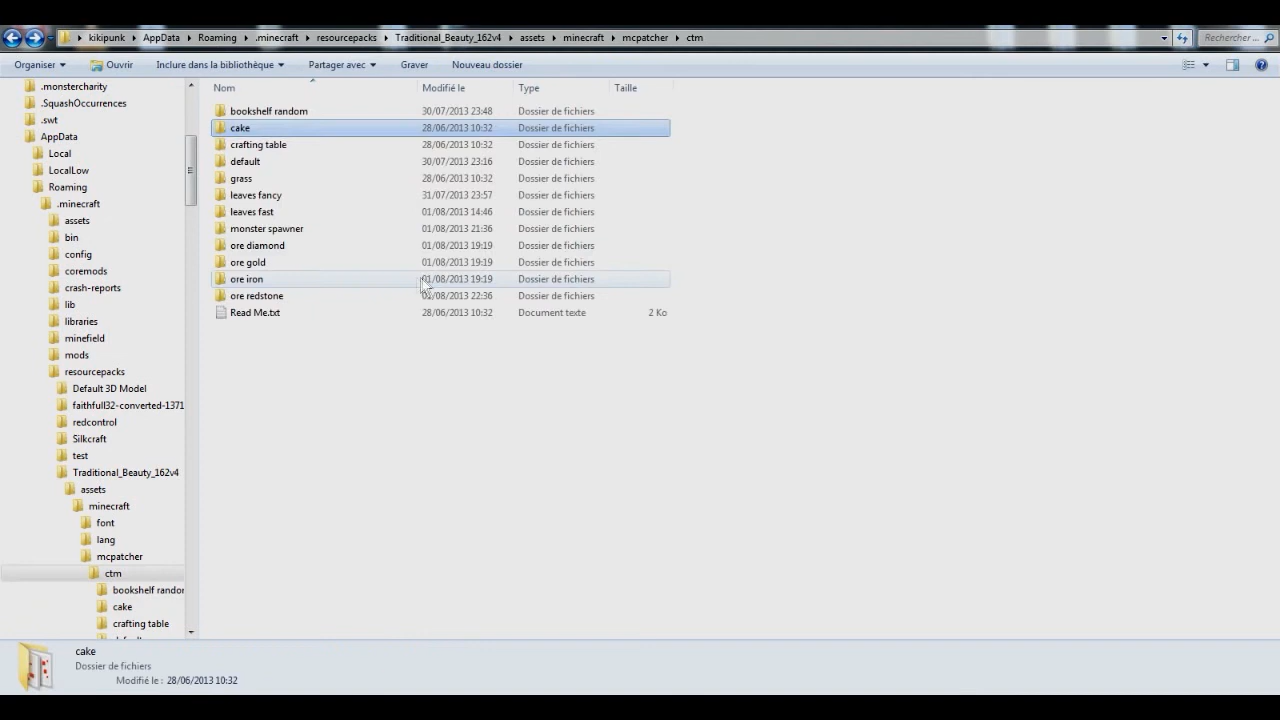 kikipunk AppData Roaming .minecraft resourcepacks Traditional_Beauty_162v4 assets minecraft mcpatcher ctm Rechercher ...
Organiser Ouvrir Inclure dans la bibliothèque Partager avec Graver Nouveau dossier
.monstercharity
.SquashOccurrences
.swt
AppData
Local
LocalLow
Roaming
.minecraft
assets
bin
config
coremods
crash-reports
lib
libraries
minefield
mods
resourcepacks
Default 3D Model
faithfull32-converted-1371
redcontrol
Silkcraft
test
Traditional_Beauty_162v4
assets
minecraft
font
lang
mcpatcher
ctm
bookshelf randor
cake
crafting table
Nom Modifié le Type Taille
bookshelf random 30/07/2013 23:48 Dossier de fichiers
cake 28/06/2013 10:32 Dossier de fichiers
crafting table 28/06/2013 10:32 Dossier de fichiers
default 30/07/2013 23:16 Dossier de fichiers
grass 28/06/2013 10:32 Dossier de fichiers
leaves fancy 31/07/2013 23:57 Dossier de fichiers
leaves fast 01/08/2013 14:46 Dossier de fichiers
monster spawner 01/08/2013 21:36 Dossier de fichiers
ore diamond 01/08/2013 19:19 Dossier de fichiers
ore gold 01/08/2013 19:19 Dossier de fichiers
ore iron 01/08/2013 19:19 Dossier de fichiers
ore redstone 01/08/2013 22:36 Dossier de fichiers
Read Me.txt 28/06/2013 10:32 Document texte 2 Ko
cake
Dossier de fichiers
Modifié le : 28/06/2013 10:32